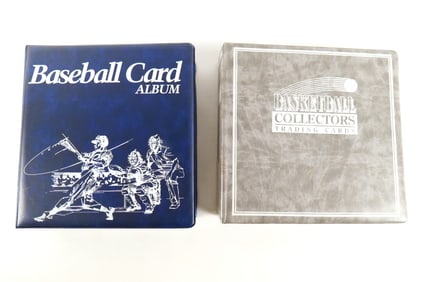 Baseball Card
ALBUM
BASKETBALL
COLLECTORS
TRADING CARDS